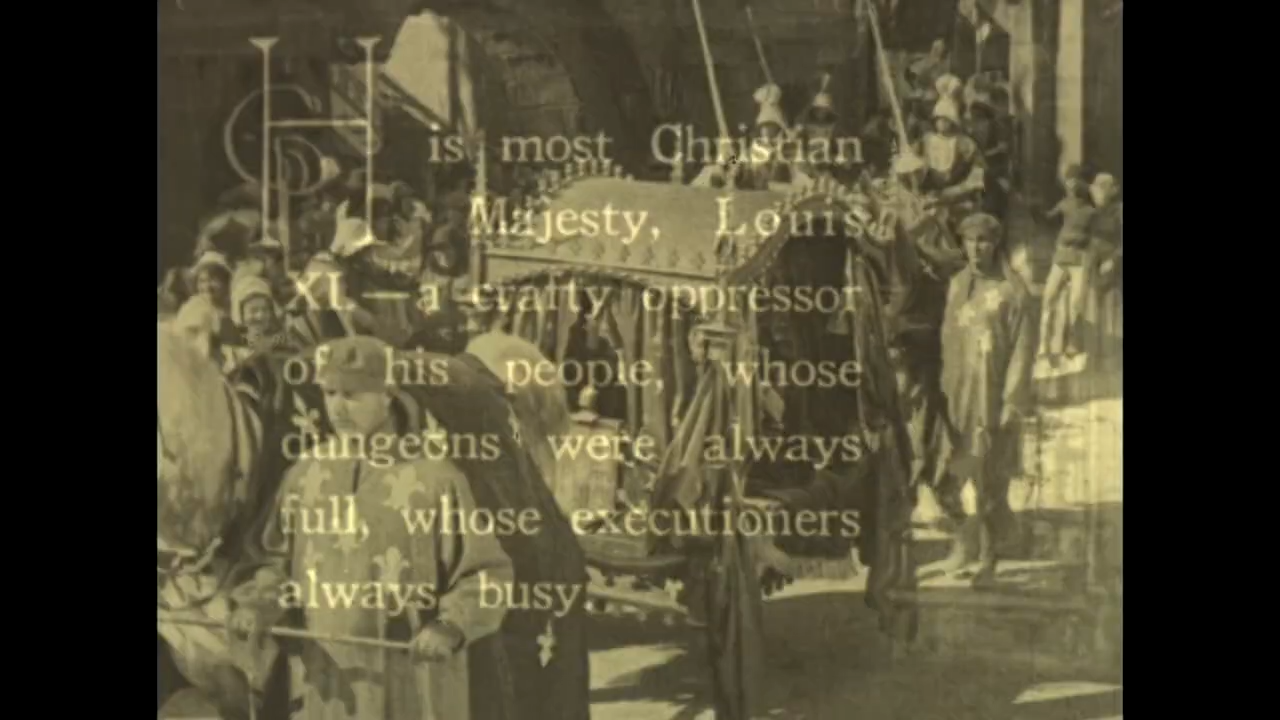 His most Christian
Majesty, Louis
XI.—a crafty oppressor
of his people, whose
dungeons were always
full, whose executioners
always busy.